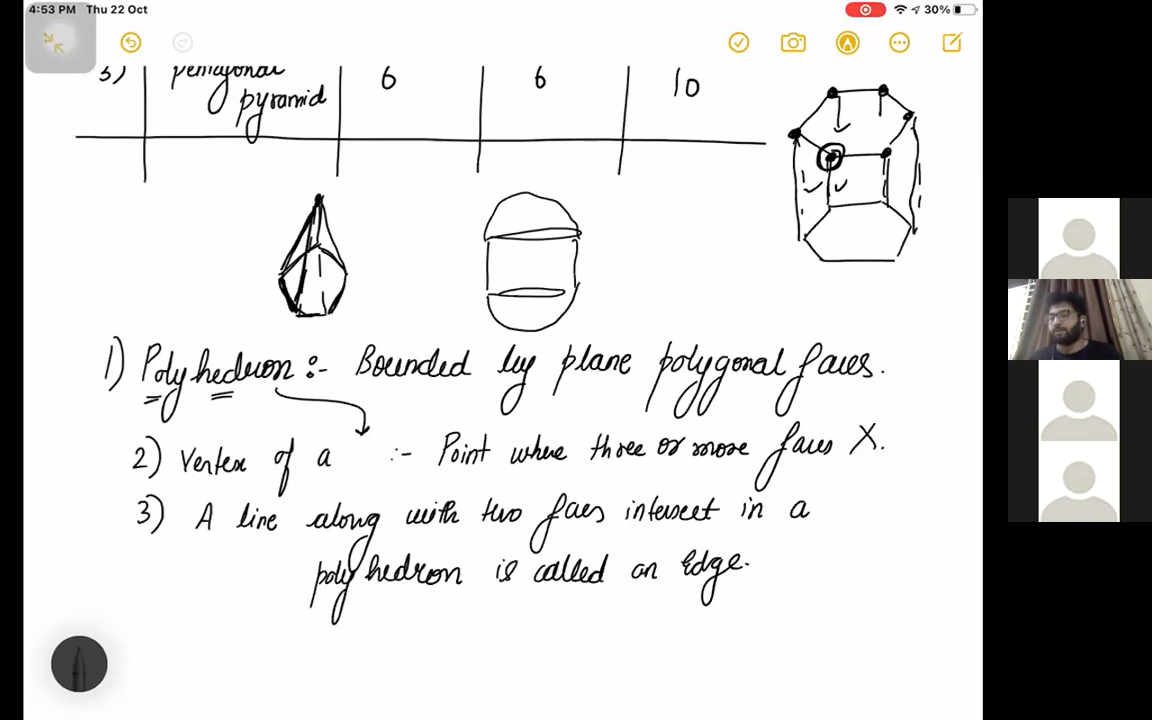 4:53 PM Thu 22 Oct
30%
3) pentagonal 6 6 10
pyramid
1) Polyhedron :- Bounded by plane polygonal faces.
2) Vertex of a :- Point where three or more faces X.
3) A line along with two faes intersect in a
polyhedron is called an Edge.